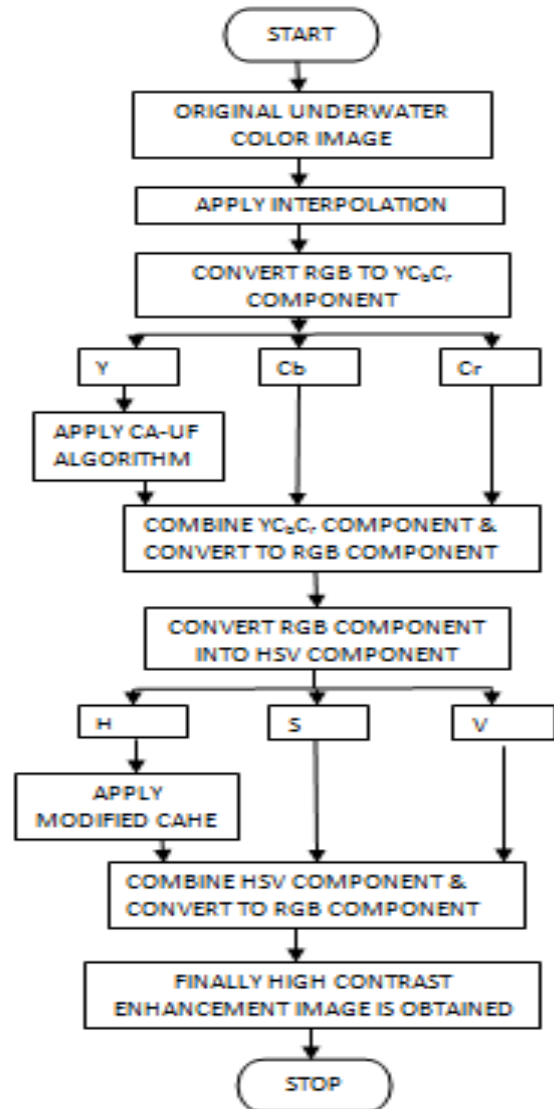 START
ORIGINAL UNDERWATER
COLOR IMAGE
APPLY INTERPOLATION
CONVERT RGB TO YCbCr
COMPONENT
Y
Cb
Cr
APPLY CA-UF
ALGORITHM
COMBINE YCbCr COMPONENT &
CONVERT TO RGB COMPONENT
CONVERT RGB COMPONENT
INTO HSV COMPONENT
H
S
V
APPLY
MODIFIED CAHE
COMBINE HSV COMPONENT &
CONVERT TO RGB COMPONENT
FINALLY HIGH CONTRAST
ENHANCEMENT IMAGE IS OBTAINED
STOP